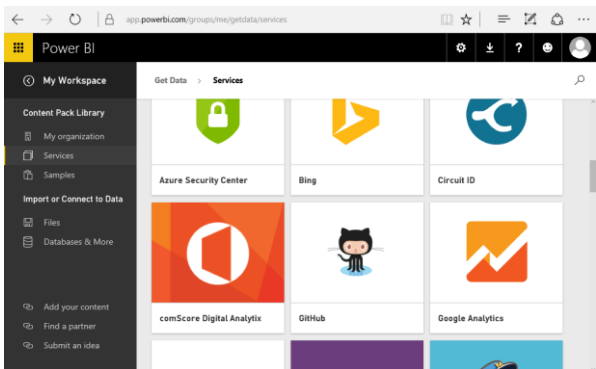 app.powerbi.com/groups/me/getdata/services
Power BI
?
My Workspace
Get Data > Services
Content Pack Library
My organization
Services
Samples
Import or Connect to Data
Files
Databases & More
Add your content
Find a partner
Submit an idea
Azure Security Center
Bing
Circuit ID
comScore Digital Analytix
GitHub
Google Analytics